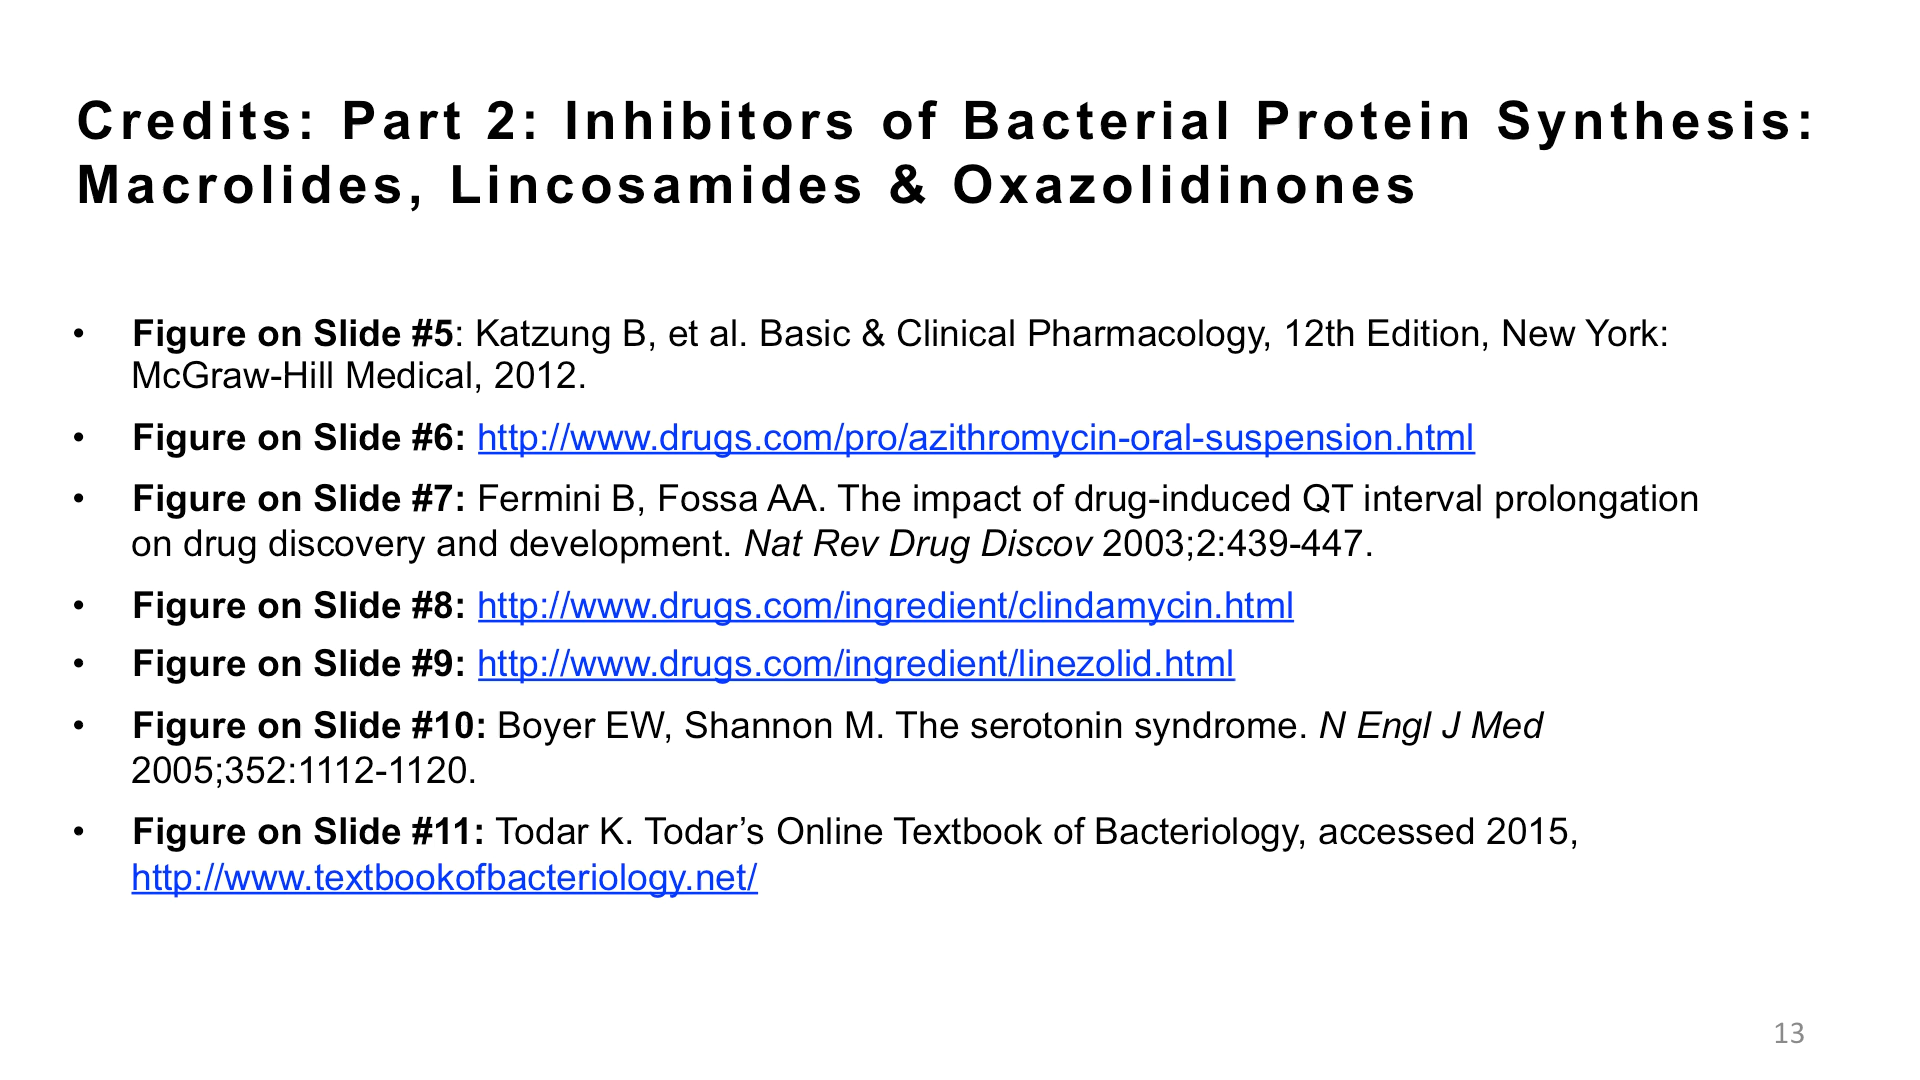 Credits: Part 2: Inhibitors of Bacterial Protein Synthesis:
Macrolides, Lincosamides & Oxazolidinones
• Figure on Slide #5: Katzung B, et al. Basic & Clinical Pharmacology, 12th Edition, New York:
McGraw-Hill Medical, 2012.
• Figure on Slide #6: http://www.drugs.com/pro/azithromycin-oral-suspension.html
• Figure on Slide #7: Fermini B, Fossa AA. The impact of drug-induced QT interval prolongation
on drug discovery and development. Nat Rev Drug Discov 2003;2:439-447.
• Figure on Slide #8: http://www.drugs.com/ingredient/clindamycin.html
• Figure on Slide #9: http://www.drugs.com/ingredient/linezolid.html
• Figure on Slide #10: Boyer EW, Shannon M. The serotonin syndrome. N Engl J Med
2005;352:1112-1120.
• Figure on Slide #11: Todar K. Todar’s Online Textbook of Bacteriology, accessed 2015,
http://www.textbookofbacteriology.net/
13